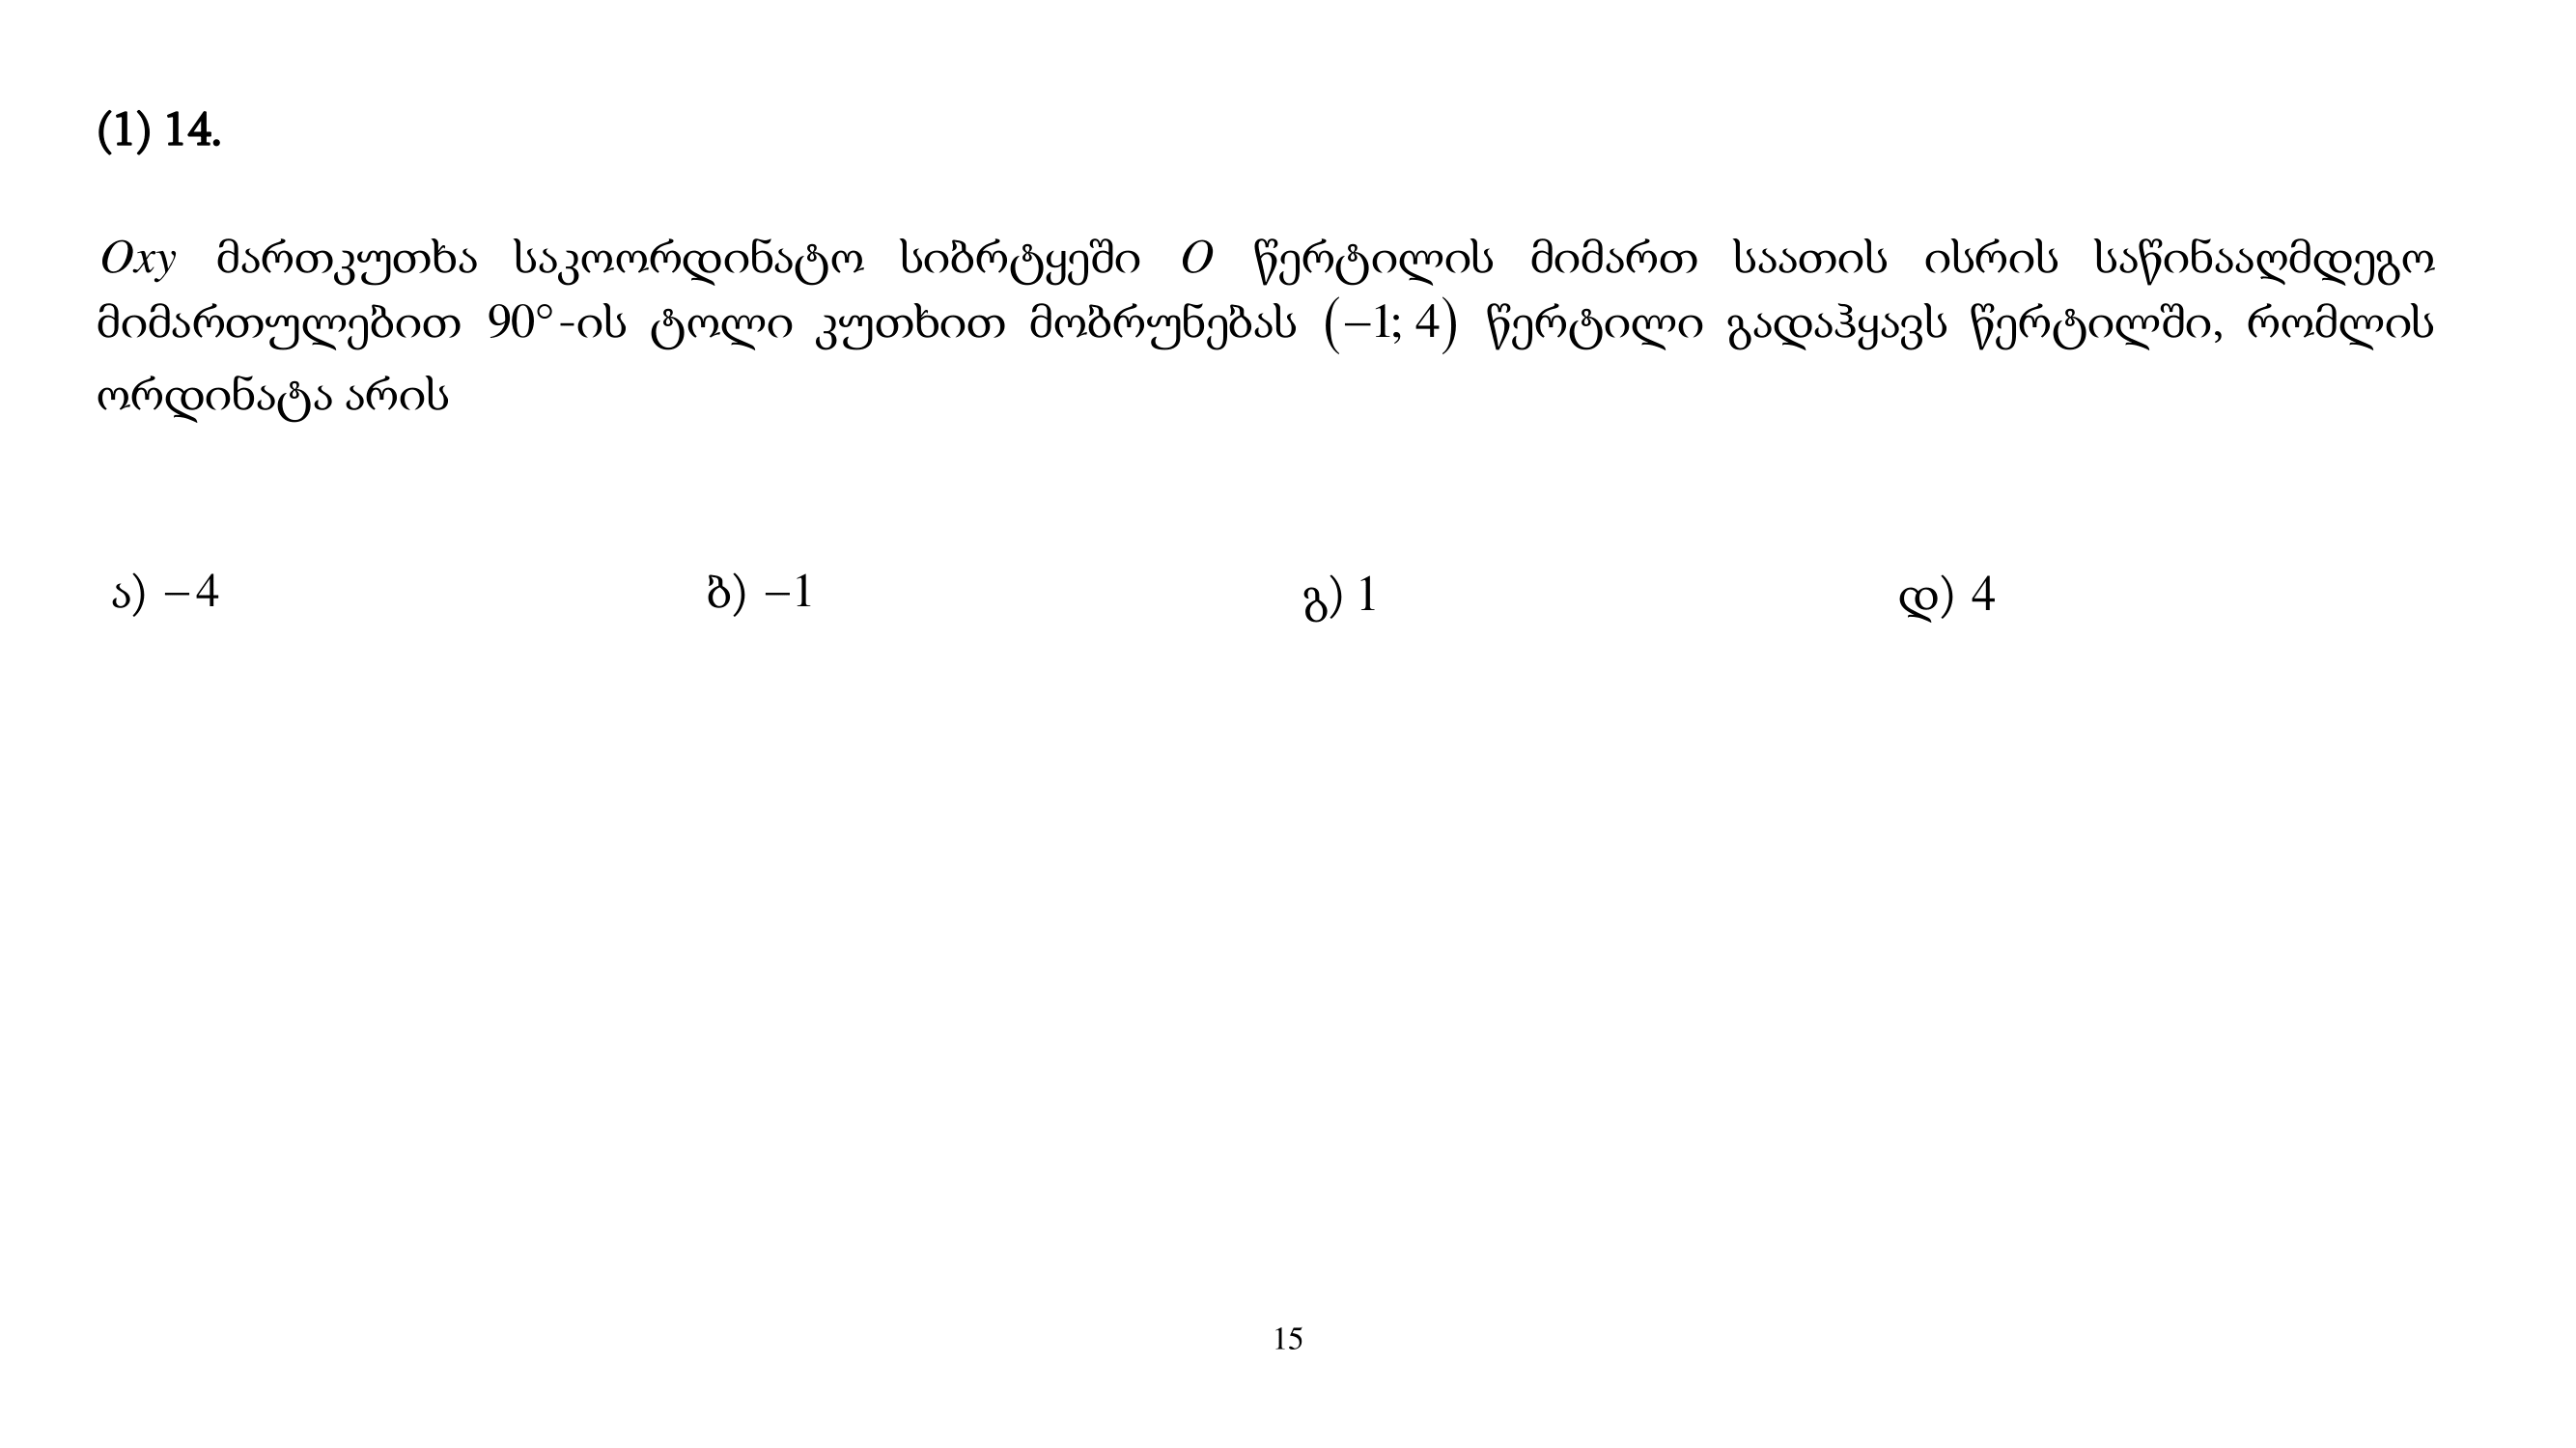 (1) 14.
Oxy მართკუთხა საკოორდინატო სიბრტყეში O წერტილის მიმართ საათის ისრის საწინააღმდეგო
მიმართულებით 90°-ის ტოლი კუთხით მობრუნებას (−1; 4) წერტილი გადაჰყავს წერტილში, რომლის
ორდინატა არის
ა) −4 ბ) −1 გ) 1 დ) 4
15